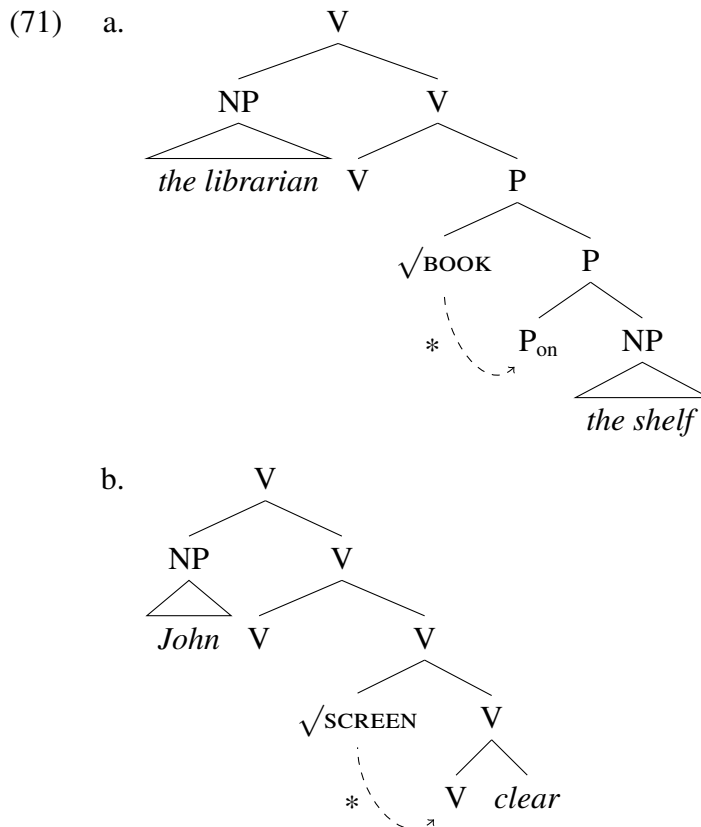 (71) a. V
NP V
the librarian V P
√BOOK P
* P_on NP
the shelf
b. V
NP V
John V V
√SCREEN V
* V clear